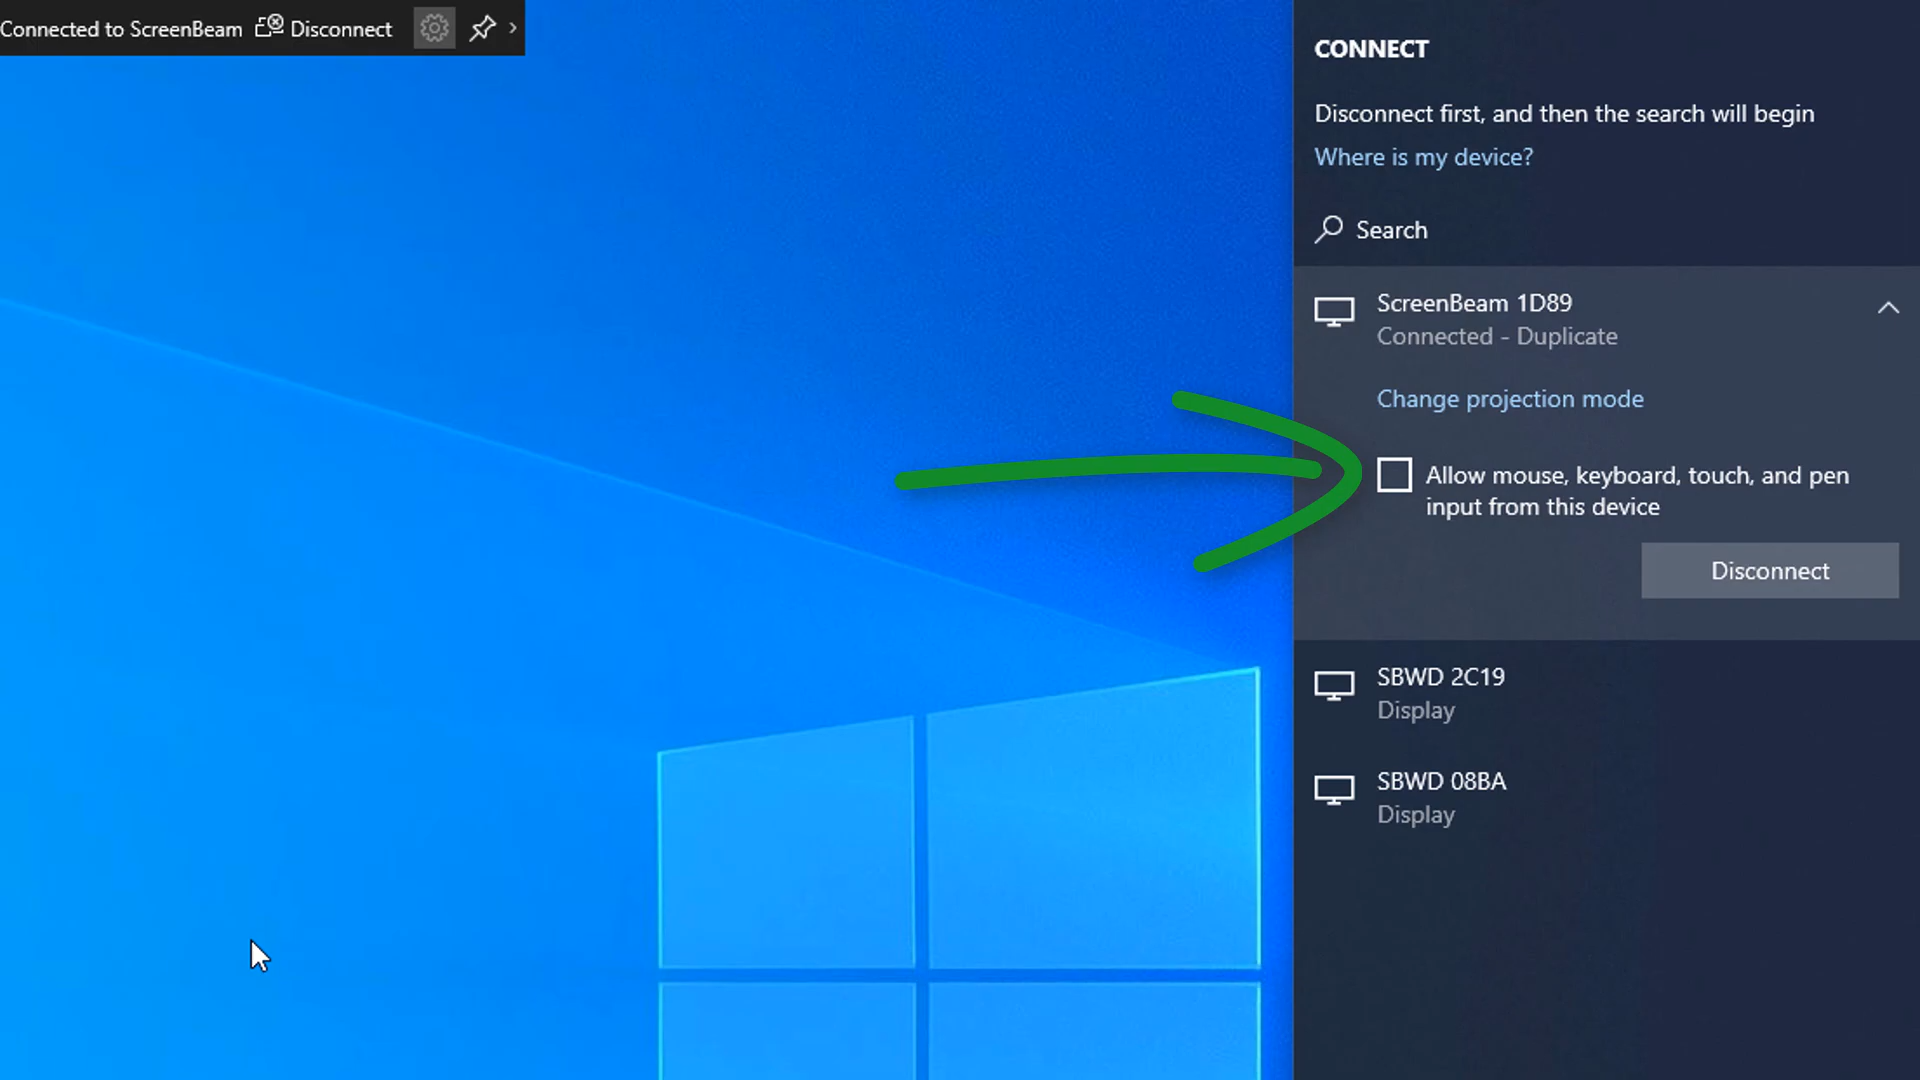 Connected to ScreenBeam Disconnect
CONNECT
Disconnect first, and then the search will begin
Where is my device?
Search
ScreenBeam 1D89
Connected - Duplicate
Change projection mode
Allow mouse, keyboard, touch, and pen
input from this device
Disconnect
SBWD 2C19
Display
SBWD 08BA
Display